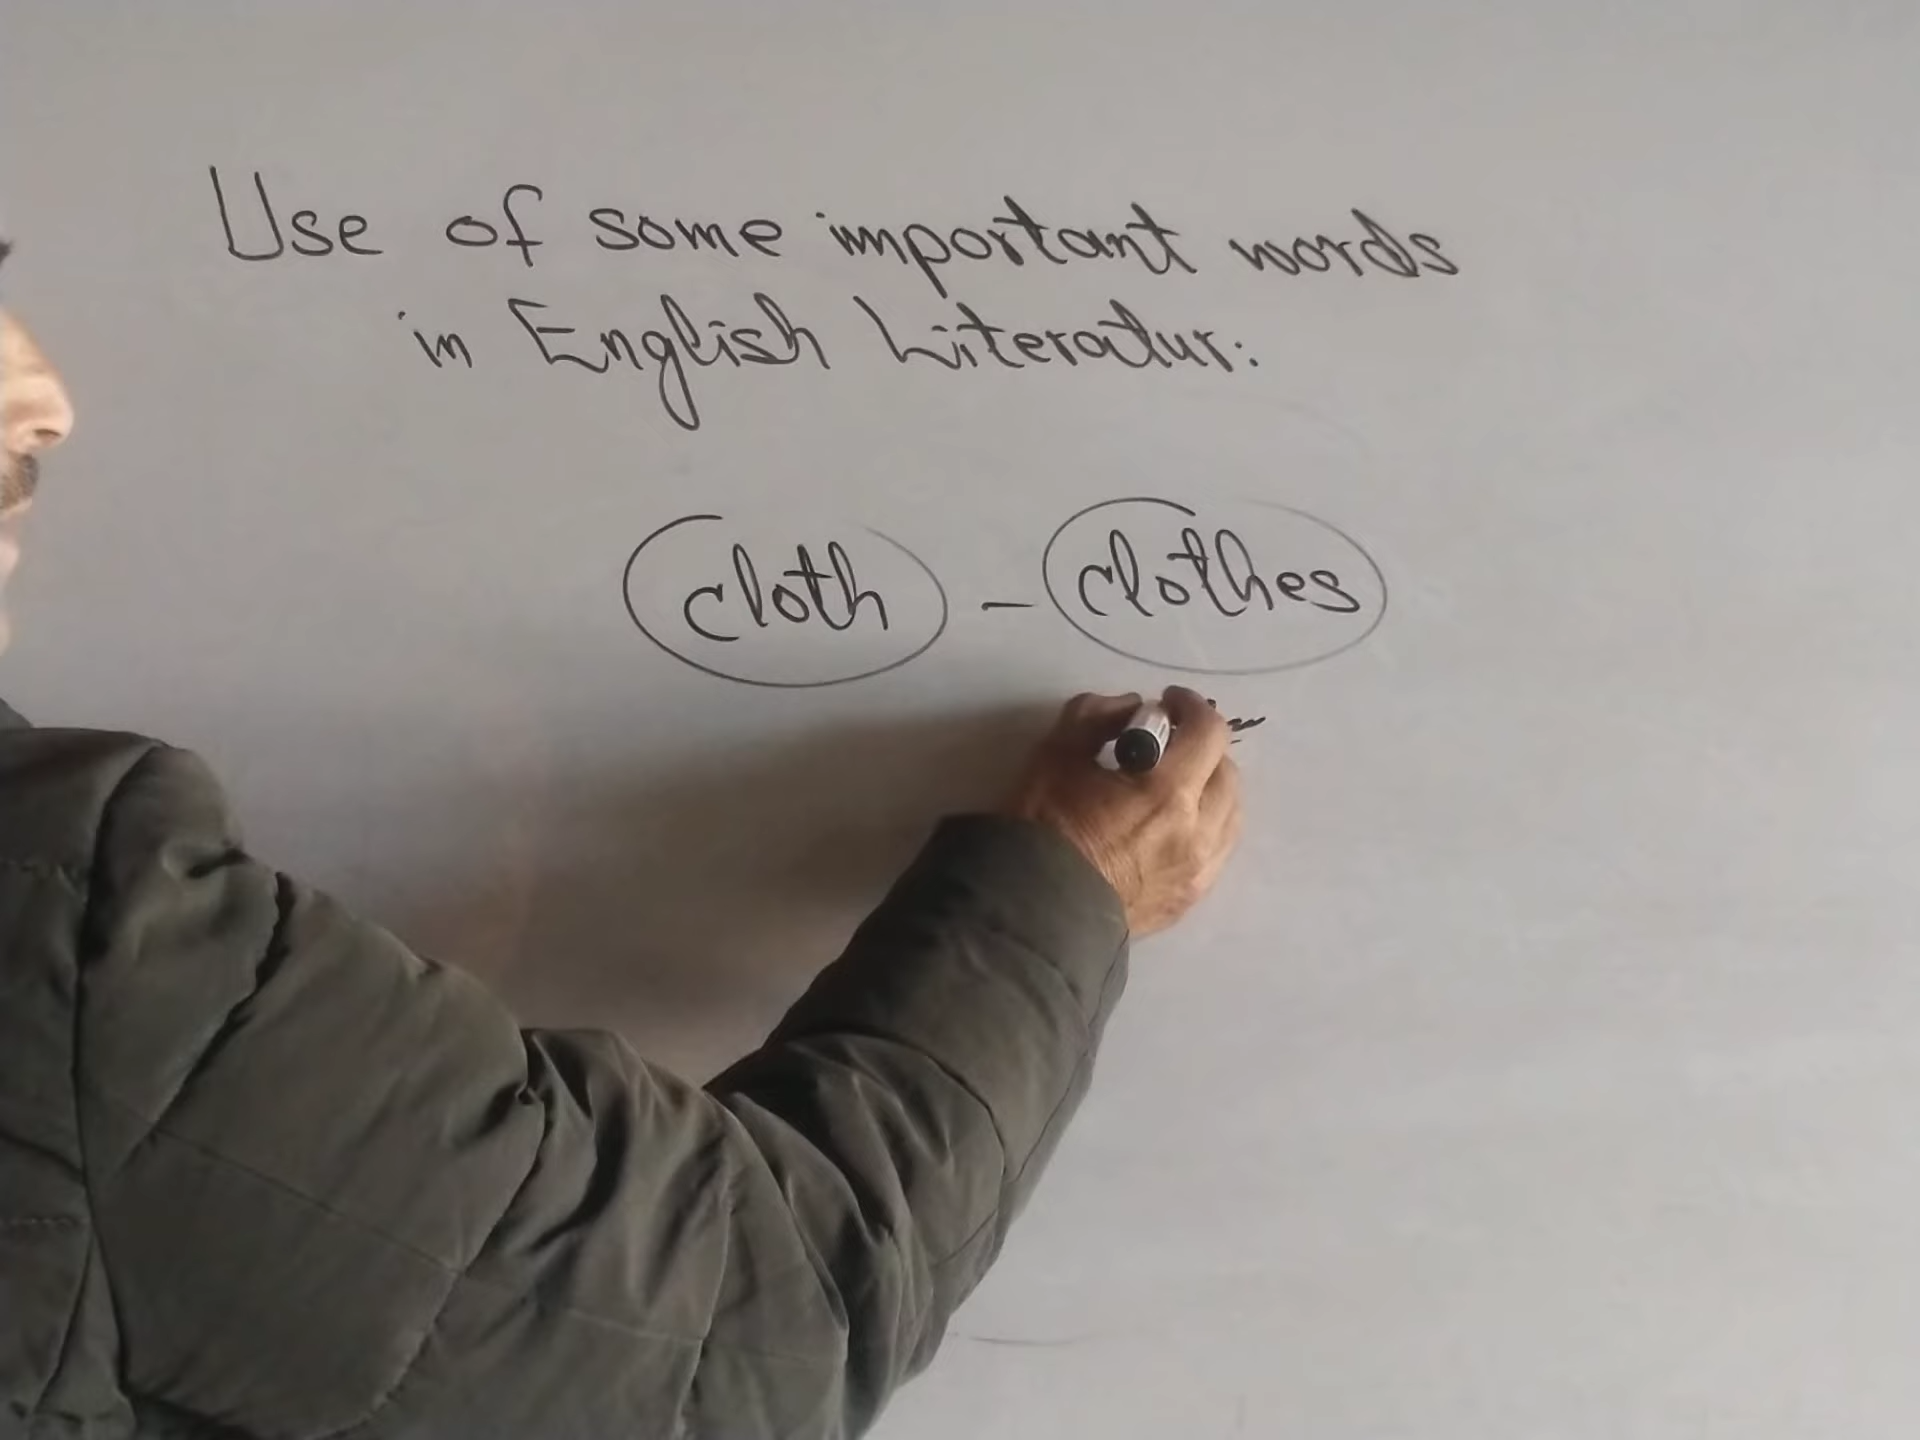 Use of some important words
in English Literatur:
cloth - clothes